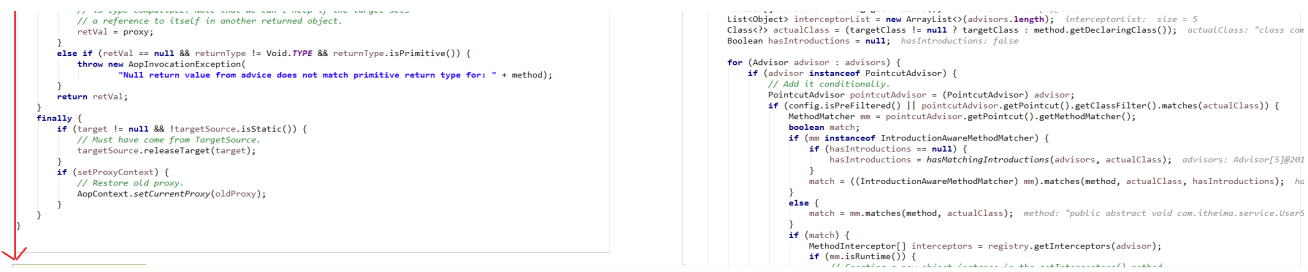 // a reference to itself in another returned object.
retVal = proxy;
}
else if (retVal == null && returnType != Void.TYPE && returnType.isPrimitive()) {
throw new AopInvocationException(
"Null return value from advice does not match primitive return type for: " + method);
}
return retVal;
}
finally {
if (target != null && !targetSource.isStatic()) {
// Must have come from TargetSource.
targetSource.releaseTarget(target);
}
if (setProxyContext) {
// Restore old proxy.
AopContext.setCurrentProxy(oldProxy);
}
}
}
List<Object> interceptorList = new ArrayList<>(advisors.length); interceptorList: size = 5
Class<?> actualClass = (targetClass != null ? targetClass : method.getDeclaringClass()); actualClass: "class com
Boolean hasIntroductions = null; hasIntroductions: false
for (Advisor advisor : advisors) {
if (advisor instanceof PointcutAdvisor) {
// Add it conditionally.
PointcutAdvisor pointcutAdvisor = (PointcutAdvisor) advisor;
if (config.isPreFiltered() || pointcutAdvisor.getPointcut().getClassFilter().matches(actualClass)) {
MethodMatcher mm = pointcutAdvisor.getPointcut().getMethodMatcher();
boolean match;
if (mm instanceof IntroductionAwareMethodMatcher) {
if (hasIntroductions == null) {
hasIntroductions = hasMatchingIntroductions(advisors, actualClass); advisors: Advisor[5]@201
}
match = ((IntroductionAwareMethodMatcher) mm).matches(method, actualClass, hasIntroductions); ha
}
else {
match = mm.matches(method, actualClass); method: "public abstract void com.itheima.service.UserS
}
if (match) {
MethodInterceptor[] interceptors = registry.getInterceptors(advisor);
if (mm.isRuntime()) {